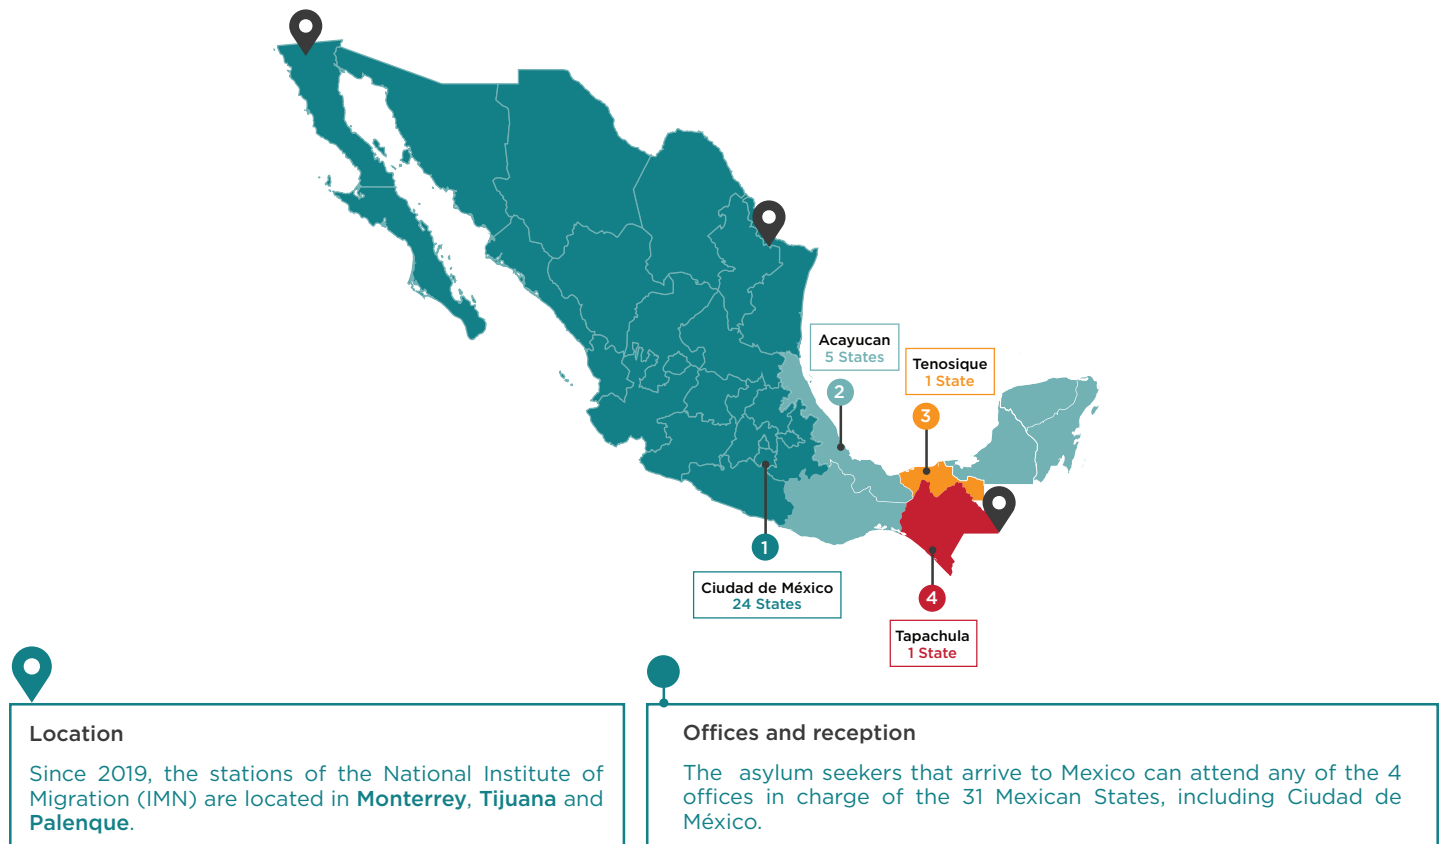 Acayucan
5 States
2
Tenosique
1 State
3
1
Ciudad de México
24 States
4
Tapachula
1 State
Location
Since 2019, the stations of the National Institute of
Migration (IMN) are located in Monterrey, Tijuana and
Palenque.
Offices and reception
The asylum seekers that arrive to Mexico can attend any of the 4
offices in charge of the 31 Mexican States, including Ciudad de
México.